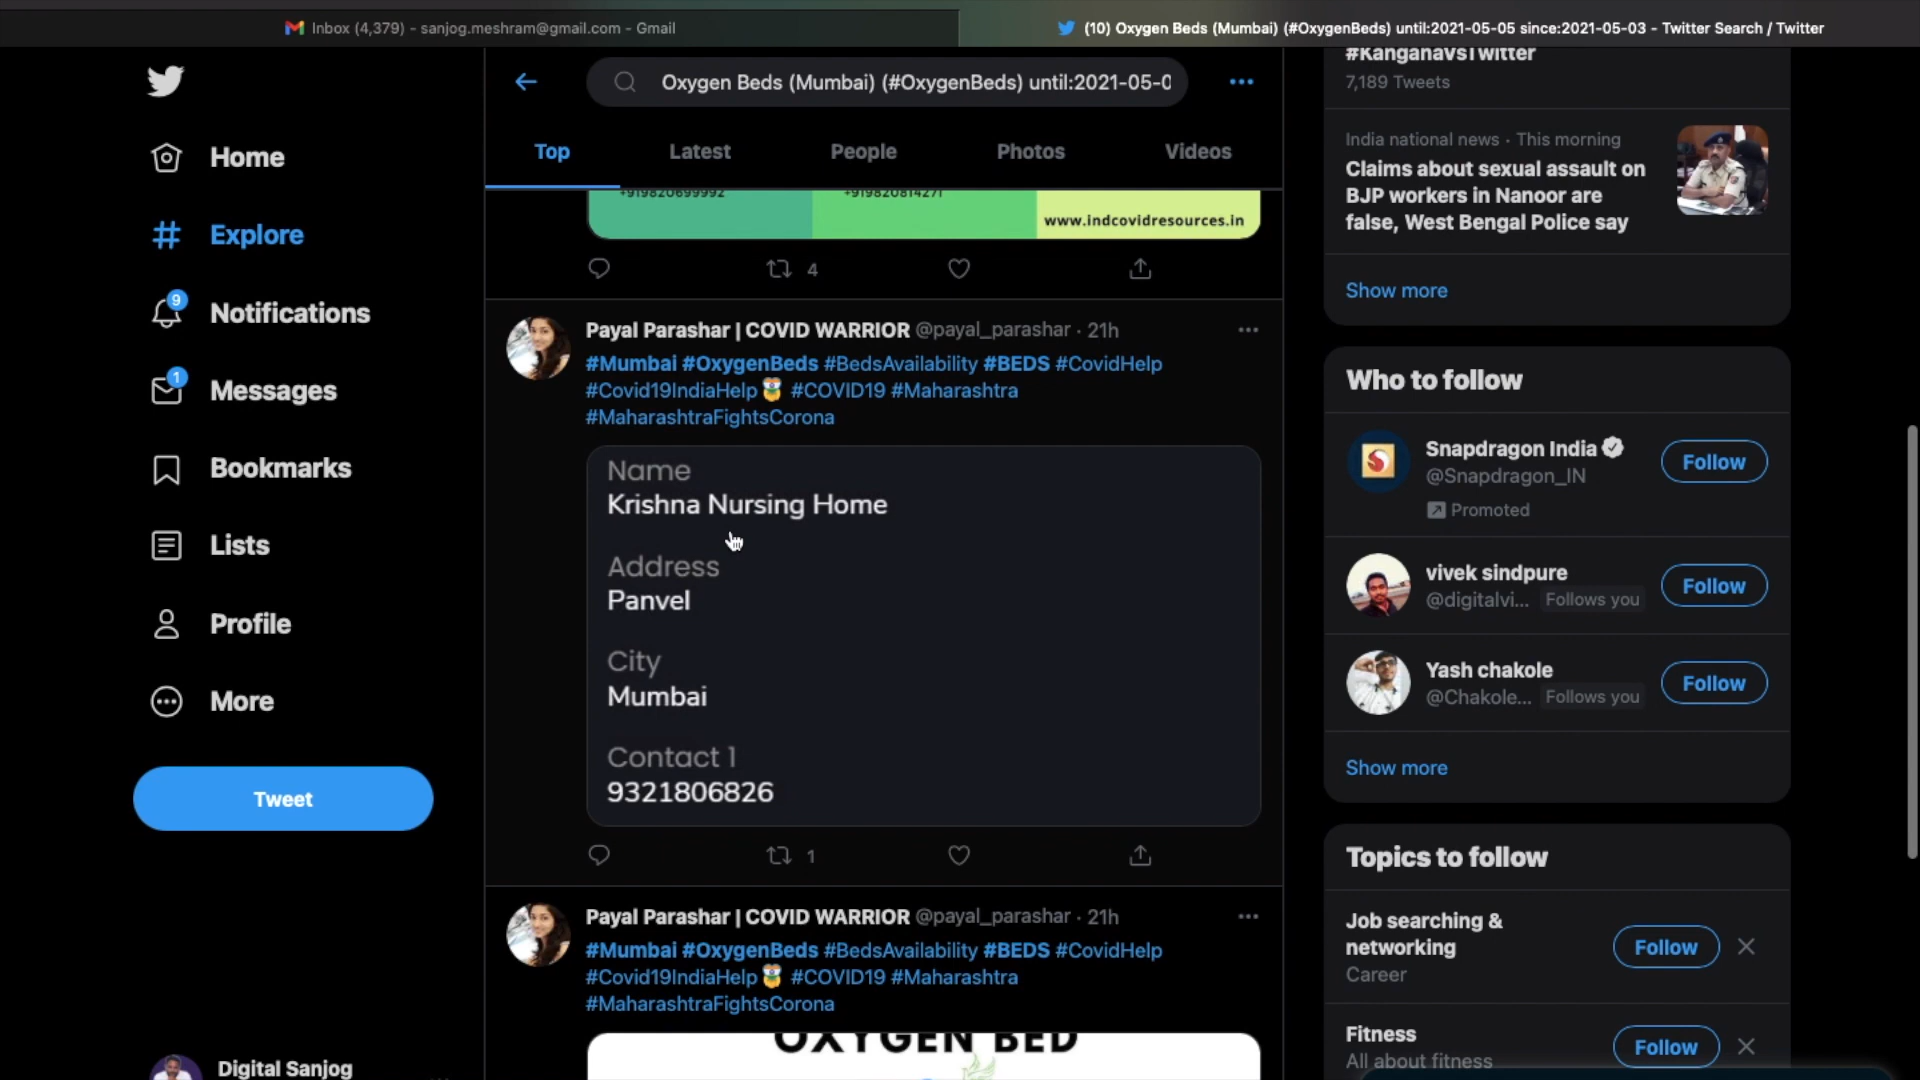 Inbox (4,379) - sanjog.meshram@gmail.com - Gmail
(10) Oxygen Beds (Mumbai) (#OxygenBeds) until:2021-05-05 since:2021-05-03 - Twitter Search / Twitter
Home
Explore
9
Notifications
1
Messages
Bookmarks
Lists
Profile
More
Tweet
Digital Sanjog
Oxygen Beds (Mumbai) (#OxygenBeds) until:2021-05-0
Top
Latest
People
Photos
Videos
+919820699992
+919820814271
www.indcovidresources.in
4
Payal Parashar | COVID WARRIOR @payal_parashar · 21h
#Mumbai #OxygenBeds #BedsAvailability #BEDS #CovidHelp
#Covid19IndiaHelp #COVID19 #Maharashtra
#MaharashtraFightsCorona
Name
Krishna Nursing Home
Address
Panvel
City
Mumbai
Contact 1
9321806826
1
Payal Parashar | COVID WARRIOR @payal_parashar · 21h
#Mumbai #OxygenBeds #BedsAvailability #BEDS #CovidHelp
#Covid19IndiaHelp #COVID19 #Maharashtra
#MaharashtraFightsCorona
OXYGEN BED
#KanganaVsTwitter
7,189 Tweets
India national news · This morning
Claims about sexual assault on
BJP workers in Nanoor are
false, West Bengal Police say
Show more
Who to follow
Snapdragon India
@Snapdragon_IN
Promoted
Follow
vivek sindpure
@digitalvi... Follows you
Follow
Yash chakole
@Chakole... Follows you
Follow
Show more
Topics to follow
Job searching &
networking
Career
Follow
Fitness
All about fitness
Follow